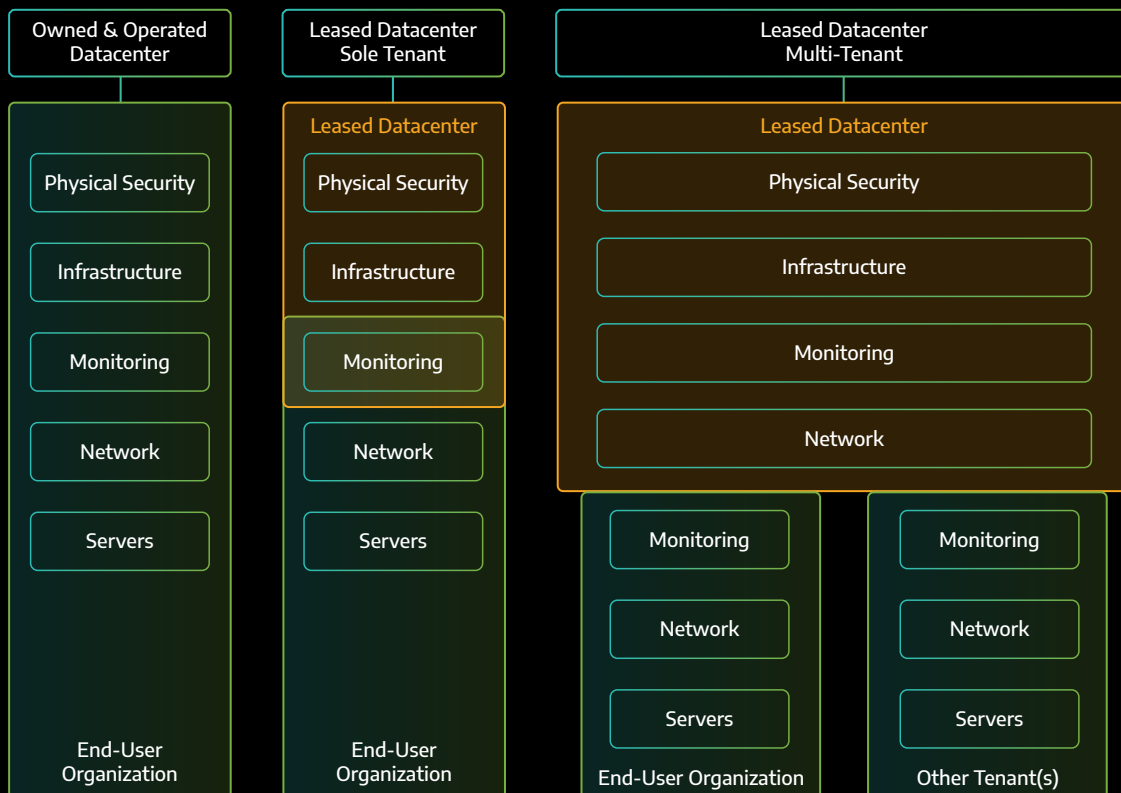 Owned & Operated
Datacenter
Physical Security
Infrastructure
Monitoring
Network
Servers
End-User
Organization
Leased Datacenter
Sole Tenant
Leased Datacenter
Physical Security
Infrastructure
Monitoring
Network
Servers
End-User
Organization
Leased Datacenter
Multi-Tenant
Leased Datacenter
Physical Security
Infrastructure
Monitoring
Network
Monitoring
Network
Servers
End-User Organization
Monitoring
Network
Servers
Other Tenant(s)